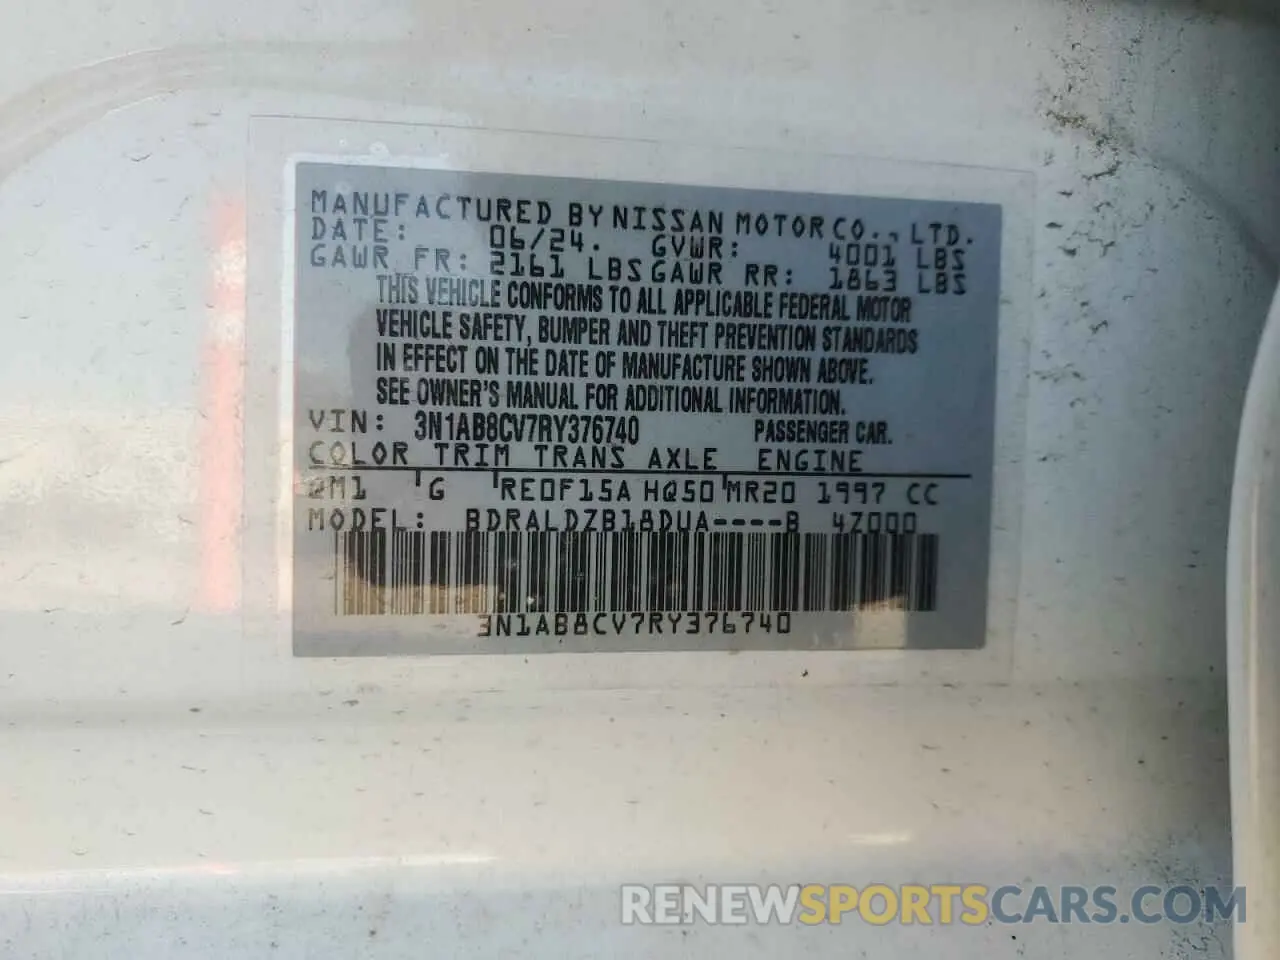 MANUFACTURED BY NISSAN MOTOR CO., LTD.
DATE: 06/24. GVWR: 4001 LBS
GAWR FR: 2161 LBS GAWR RR: 1863 LBS
THIS VEHICLE CONFORMS TO ALL APPLICABLE FEDERAL MOTOR
VEHICLE SAFETY, BUMPER AND THEFT PREVENTION STANDARDS
IN EFFECT ON THE DATE OF MANUFACTURE SHOWN ABOVE.
SEE OWNER'S MANUAL FOR ADDITIONAL INFORMATION.
VIN: 3N1AB8CV7RY376740 PASSENGER CAR.
COLOR TRIM TRANS AXLE ENGINE
QM1 G RE0F15A HQ50 MR20 1997 CC
MODEL: BDRALDZB18DUA----B 4Z000
3N1AB8CV7RY376740
RENEWSPORTSCARS.COM